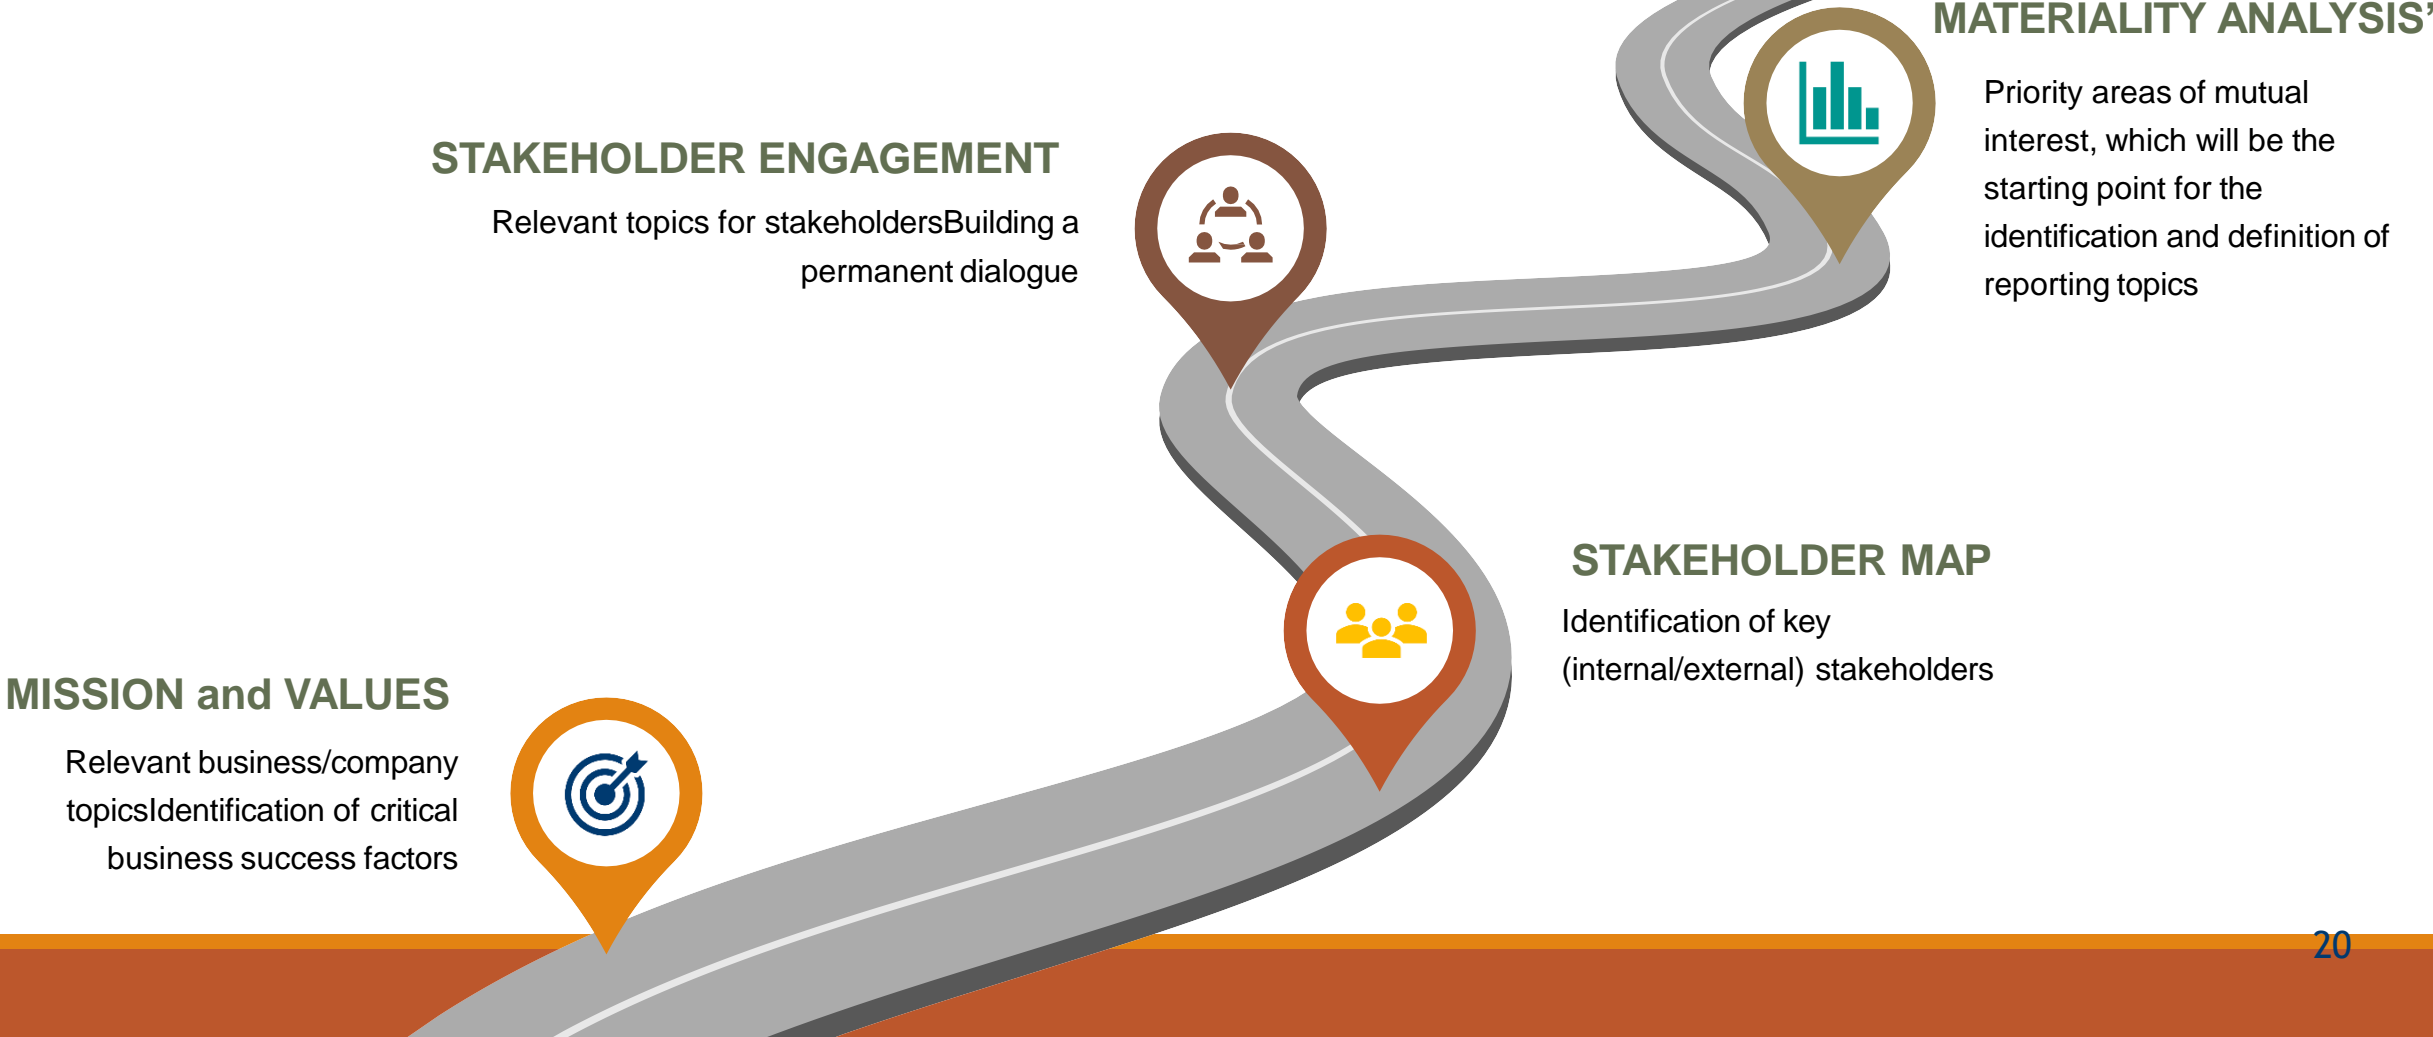 MATERIALITY ANALYSIS'
Priority areas of mutual
interest, which will be the
starting point for the
identification and definition of
reporting topics
STAKEHOLDER ENGAGEMENT
Relevant topics for stakeholdersBuilding a
permanent dialogue
STAKEHOLDER MAP
Identification of key
(internal/external) stakeholders
MISSION and VALUES
Relevant business/company
topicsIdentification of critical
business success factors
20